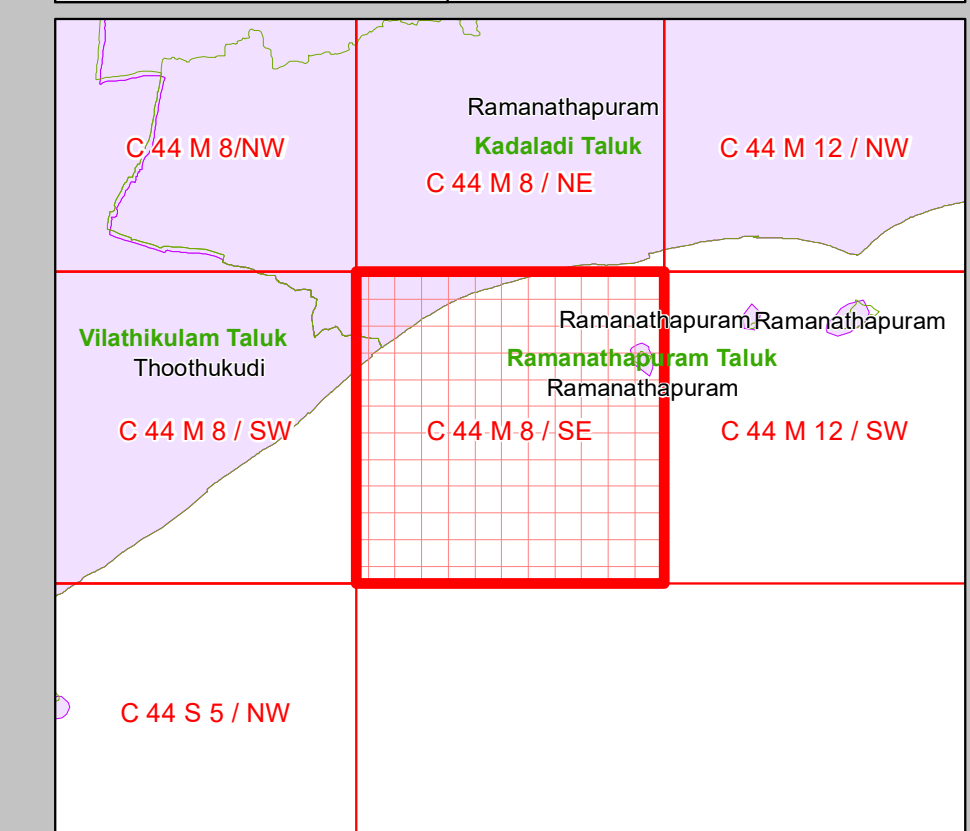 Ramanathapuram
C 44 M 8/NW
Kadaladi Taluk
C 44 M 12 / NW
C 44 M 8 / NE
Ramanathapuram
Ramanathapuram
Vilathikulam Taluk
Ramanathapuram Taluk
Thoothukudi
Ramanathapuram
C 44 M 8 / SW
C 44 M 8 / SE
C 44 M 12 / SW
C 44 S 5 / NW